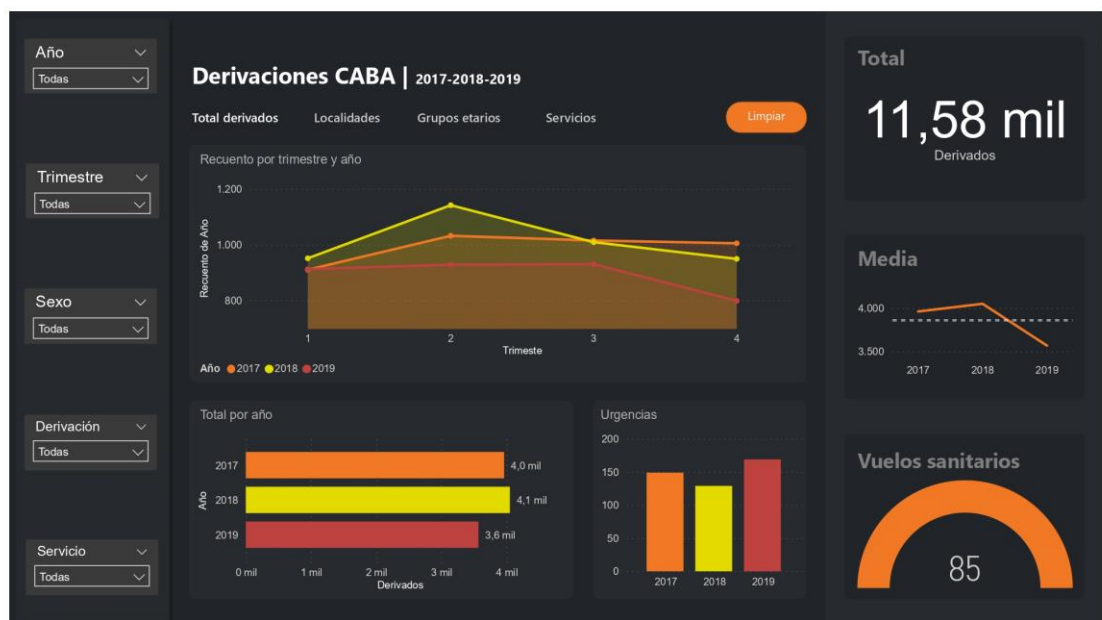 Año
Todas
Trimestre
Todas
Sexo
Todas
Derivación
Todas
Servicio
Todas
Derivaciones CABA | 2017-2018-2019
Total derivados Localidades Grupos etarios Servicios Limpiar
Recuento por trimestre y año
1.200
1.000
800
Recuento de Año
1 2 3 4
Trimeste
Año 2017 2018 2019
Total por año
2017 4,0 mil
2018 4,1 mil
2019 3,6 mil
Año
0 mil 1 mil 2 mil 3 mil 4 mil
Derivados
Urgencias
200
150
100
50
0
2017 2018 2019
Total
11,58 mil
Derivados
Media
4.000
3.500
2017 2018 2019
Vuelos sanitarios
85